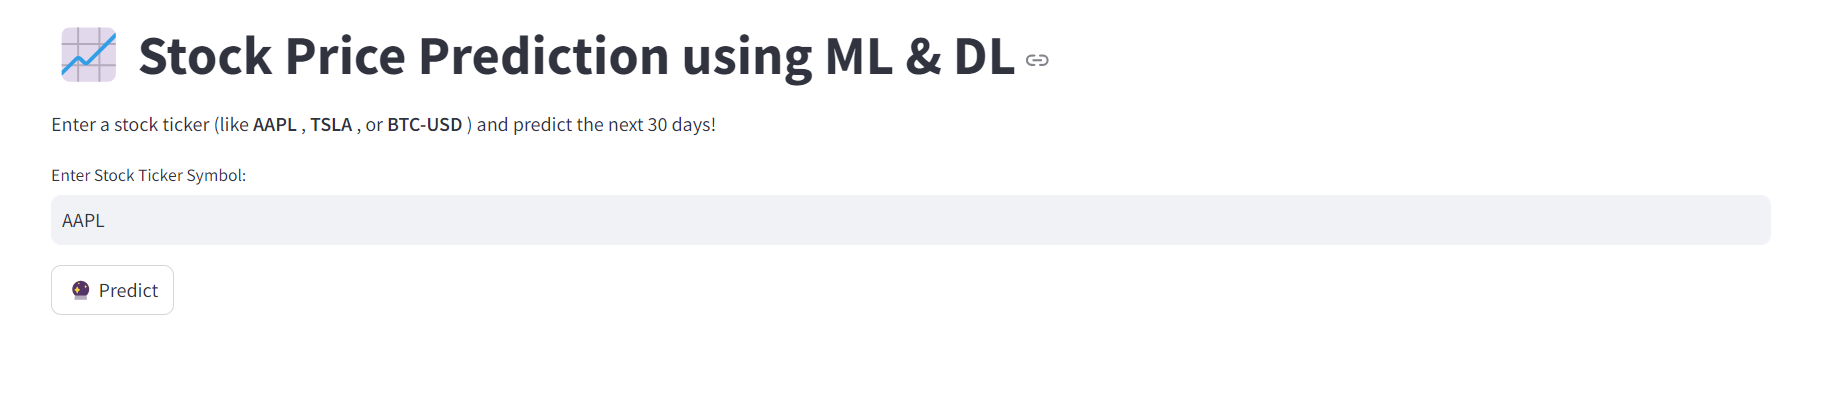 Stock Price Prediction using ML & DL
Enter a stock ticker (like AAPL , TSLA , or BTC-USD ) and predict the next 30 days!
Enter Stock Ticker Symbol:
AAPL
Predict